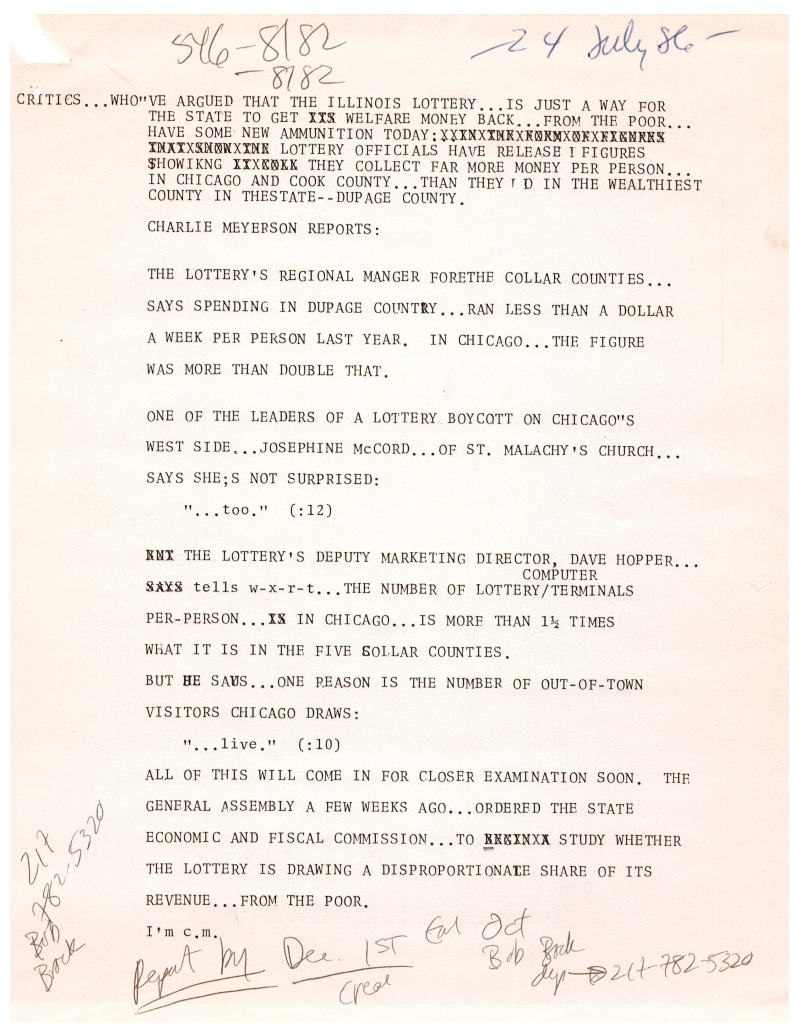 546-8182
-8182
24 July 86-
CRITICS...WHO"VE ARGUED THAT THE ILLINOIS LOTTERY...IS JUST A WAY FOR
THE STATE TO GET XXX WELFARE MONEY BACK...FROM THE POOR...
HAVE SOME NEW AMMUNITION TODAY;
LOTTERY OFFICIALS HAVE RELEASE FIGURES
SHOWIKNG THEY COLLECT FAR MORE MONEY PER PERSON...
IN CHICAGO AND COOK COUNTY...THAN THEY D IN THE WEALTHIEST
COUNTY IN THESTATE--DUPAGE COUNTY.
CHARLIE MEYERSON REPORTS:
THE LOTTERY'S REGIONAL MANGER FORETHE COLLAR COUNTIES...
SAYS SPENDING IN DUPAGE COUNTY...RAN LESS THAN A DOLLAR
A WEEK PER PERSON LAST YEAR. IN CHICAGO...THE FIGURE
WAS MORE THAN DOUBLE THAT.
ONE OF THE LEADERS OF A LOTTERY BOYCOTT ON CHICAGO"S
WEST SIDE...JOSEPHINE McCORD...OF ST. MALACHY'S CHURCH...
SAYS SHE;S NOT SURPRISED:
"...too." (:12)
THE LOTTERY'S DEPUTY MARKETING DIRECTOR, DAVE HOPPER...
COMPUTER
SAYS tells w-x-r-t...THE NUMBER OF LOTTERY/TERMINALS
PER-PERSON... IN CHICAGO...IS MORE THAN 1½ TIMES
WHAT IT IS IN THE FIVE COLLAR COUNTIES.
BUT HE SAUS...ONE REASON IS THE NUMBER OF OUT-OF-TOWN
VISITORS CHICAGO DRAWS:
"...live." (:10)
ALL OF THIS WILL COME IN FOR CLOSER EXAMINATION SOON. THE
GENERAL ASSEMBLY A FEW WEEKS AGO...ORDERED THE STATE
ECONOMIC AND FISCAL COMMISSION...TO STUDY WHETHER
THE LOTTERY IS DRAWING A DISPROPORTIONATE SHARE OF ITS
REVENUE...FROM THE POOR.
I'm c.m.
217
782-5320
Bob
Bock
Report by Dec. 1ST
Oct
Bob Bock
217-782-5320